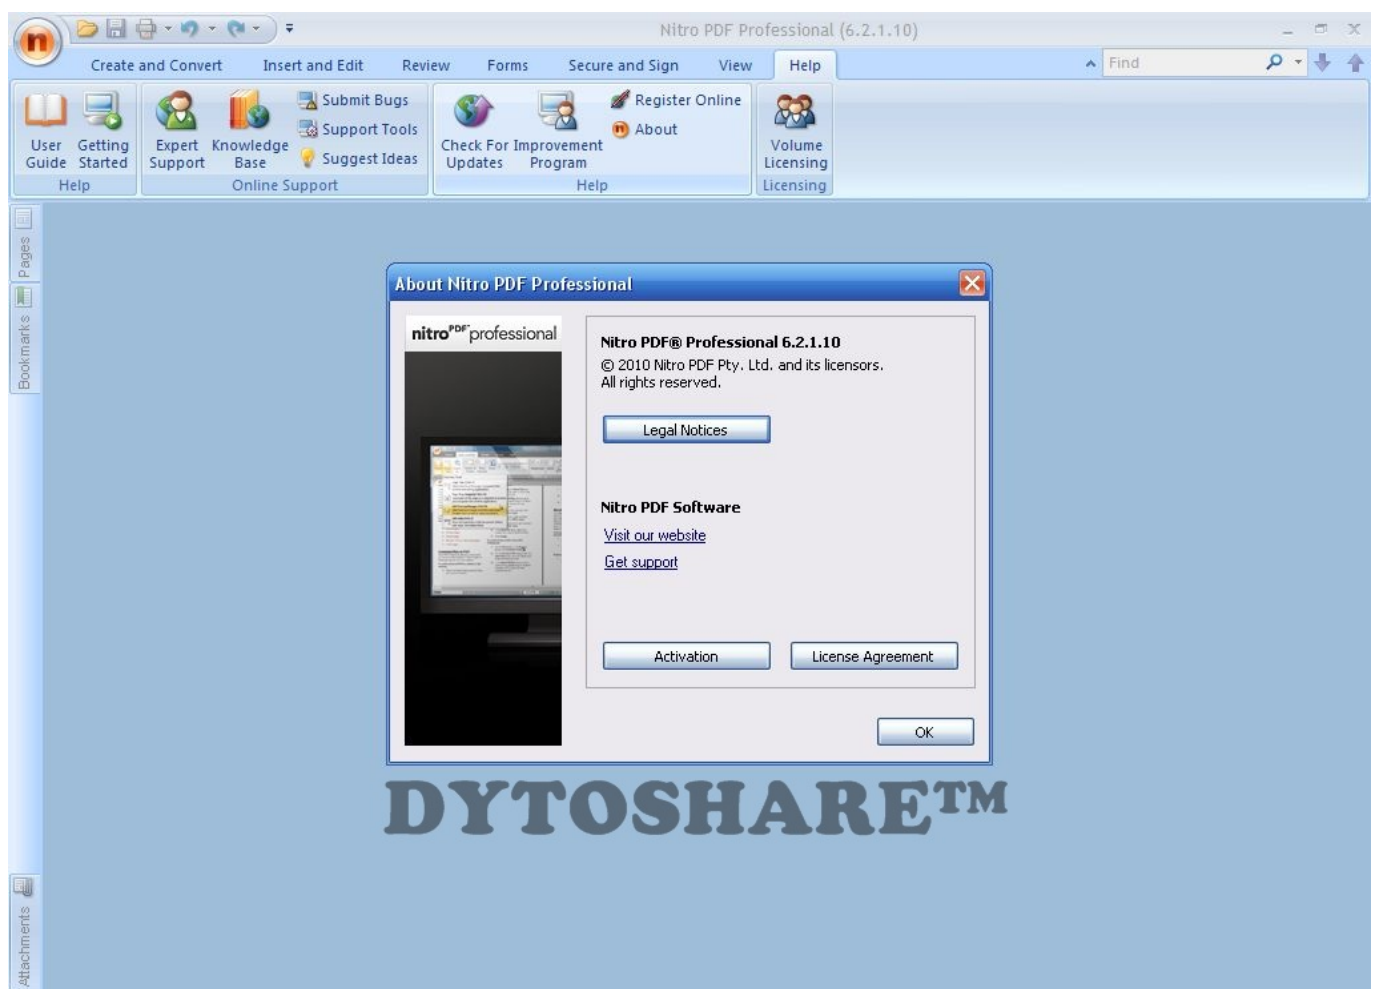 Nitro PDF Professional (6.2.1.10)
Create and Convert Insert and Edit Review Forms Secure and Sign View Help Find
User Guide
Getting Started
Help
Expert Support
Knowledge Base
Submit Bugs
Support Tools
Suggest Ideas
Online Support
Check For Updates
Improvement Program
Register Online
About
Help
Volume Licensing
Licensing
Pages
Bookmarks
Attachments
About Nitro PDF Professional
nitro PDF professional
Nitro PDF® Professional 6.2.1.10
© 2010 Nitro PDF Pty. Ltd. and its licensors.
All rights reserved.
Legal Notices
Nitro PDF Software
Visit our website
Get support
Activation License Agreement
OK
DYTOSHARE™